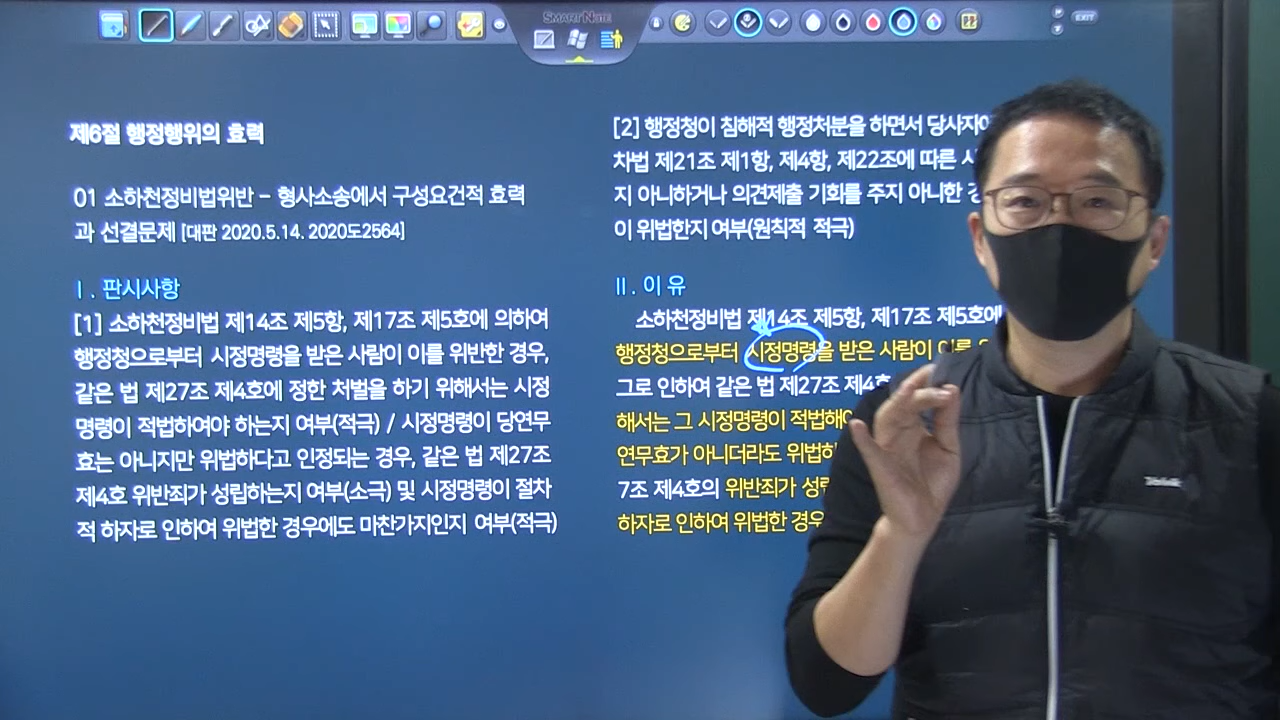 SMARTNOTE
EXIT
제6절 행정행위의 효력
01 소하천정비법위반 - 형사소송에서 구성요건적 효력
과 선결문제 [대판 2020.5.14. 2020도2564]
Ⅰ. 판시사항
[1] 소하천정비법 제14조 제5항, 제17조 제5호에 의하여
행정청으로부터 시정명령을 받은 사람이 이를 위반한 경우,
같은 법 제27조 제4호에 정한 처벌을 하기 위해서는 시정
명령이 적법하여야 하는지 여부(적극) / 시정명령이 당연무
효는 아니지만 위법하다고 인정되는 경우, 같은 법 제27조
제4호 위반죄가 성립하는지 여부(소극) 및 시정명령이 절차
적 하자로 인하여 위법한 경우에도 마찬가지인지 여부(적극)
[2] 행정청이 침해적 행정처분을 하면서 당사자에
차법 제21조 제1항, 제4항, 제22조에 따른
지 아니하거나 의견제출 기회를 주지 아니한
이 위법한지 여부(원칙적 적극)
Ⅱ. 이 유
소하천정비법 제14조 제5항, 제17조 제5호에
행정청으로부터 시정명령을 받은 사람이 이를
그로 인하여 같은 법 제27조 제4호
해서는 그 시정명령이 적법해야
연무효가 아니더라도 위법하
7조 제4호의 위반죄가 성립
하자로 인하여 위법한 경우